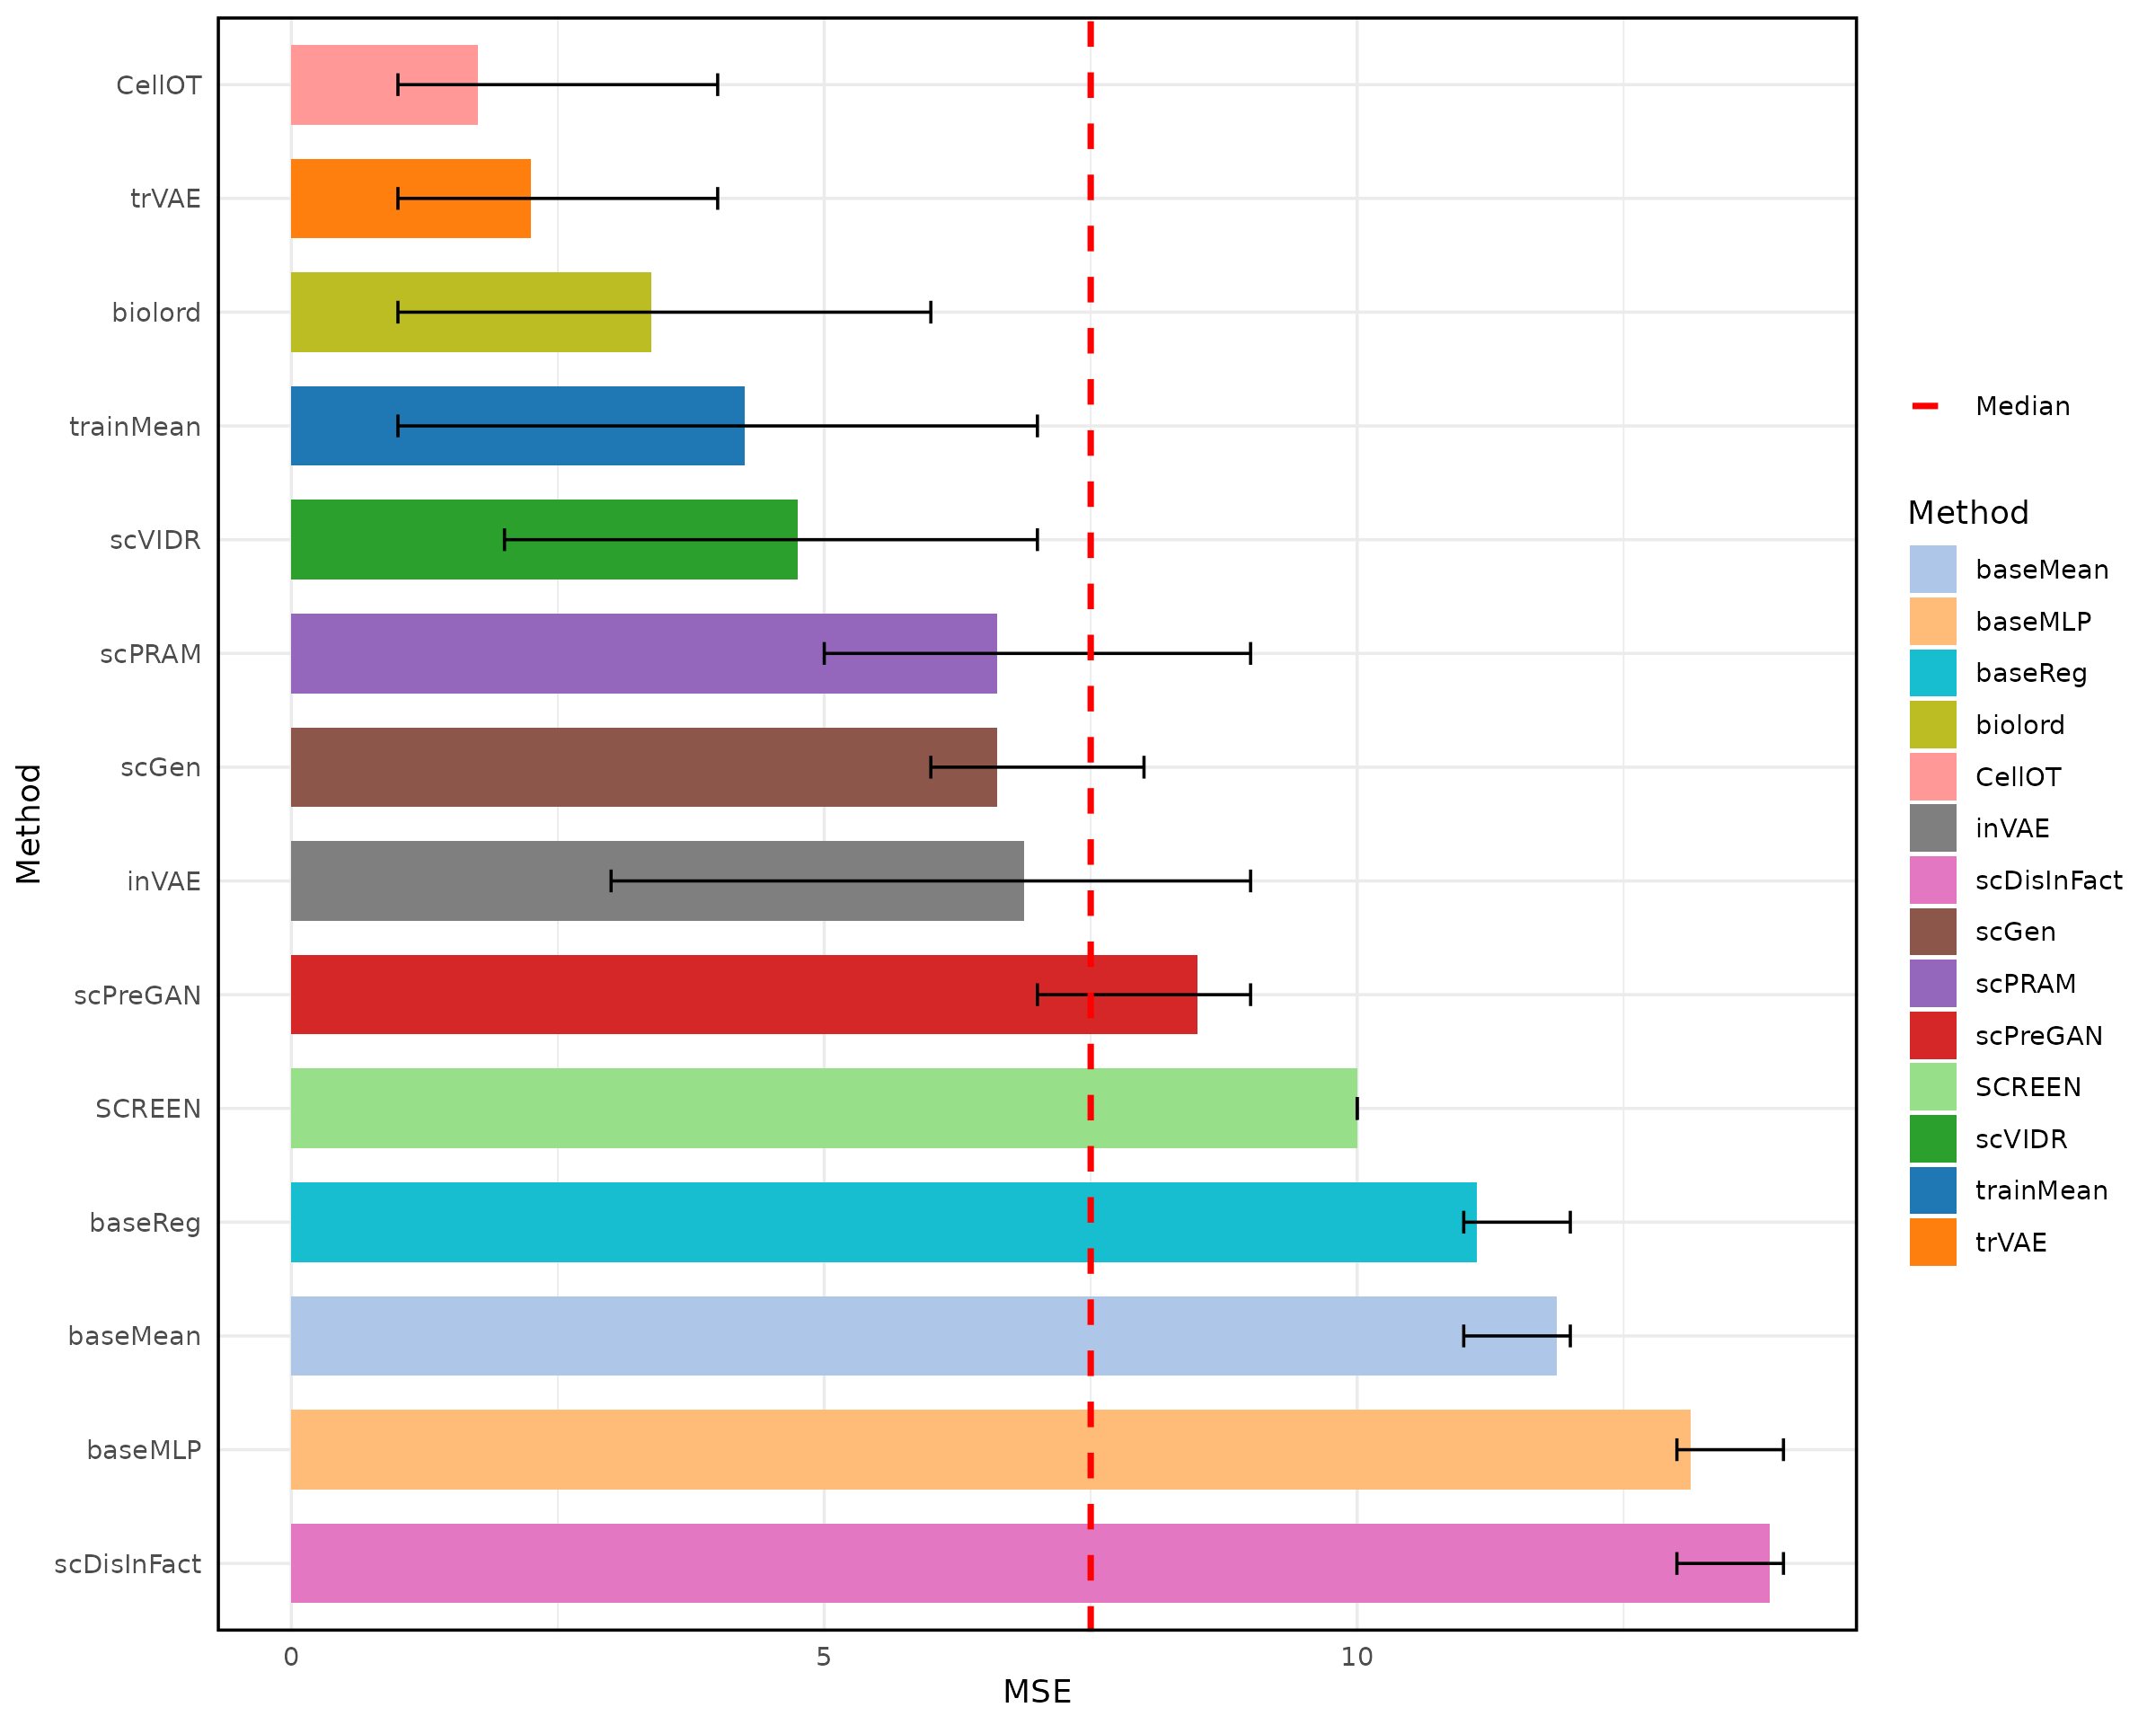 CellOT
trVAE
biolord
trainMean
scVIDR
scPRAM
scGen
inVAE
scPreGAN
SCREEN
baseReg
baseMean
baseMLP
scDisInFact
Method
0 5 10
MSE
Median
Method
baseMean
baseMLP
baseReg
biolord
CellOT
inVAE
scDisInFact
scGen
scPRAM
scPreGAN
SCREEN
scVIDR
trainMean
trVAE